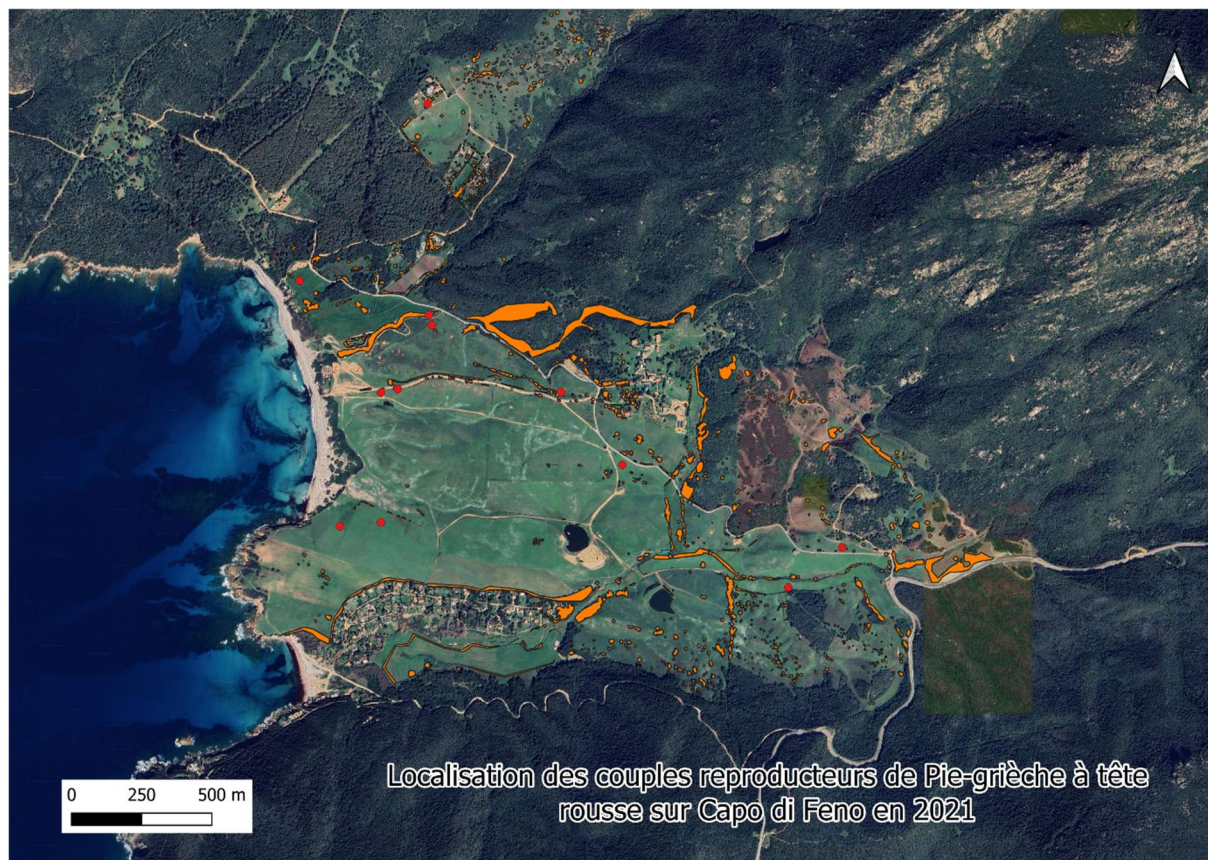 0 250 500 m
Localisation des couples reproducteurs de Pie-grièche à tête
rousse sur Capo di Feno en 2021